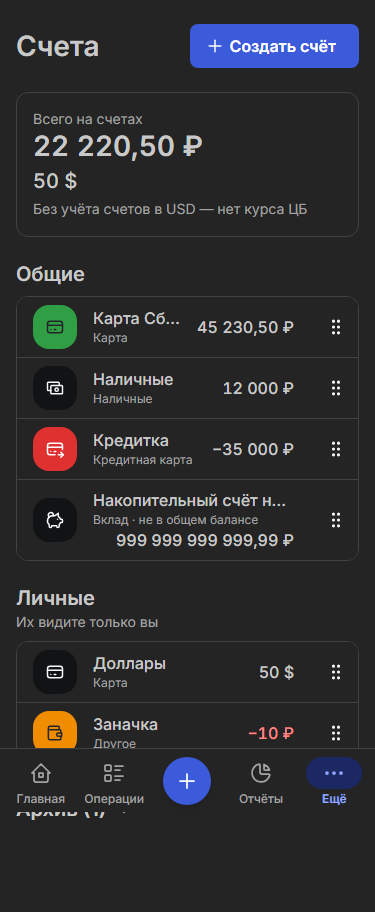 Счета
Создать счёт
Всего на счетах
22 220,50 ₽
50 $
Без учёта счетов в USD — нет курса ЦБ
Общие
Карта Сб...
45 230,50 ₽
Карта
Наличные
12 000 ₽
Наличные
Кредитка
−35 000 ₽
Кредитная карта
Накопительный счёт н...
Вклад · не в общем балансе
999 999 999 999,99 ₽
Личные
Их видите только вы
Доллары
50 $
Карта
Заначка
−10 ₽
Другое
Главная
Операции
Отчёты
Ещё
Архив (1)